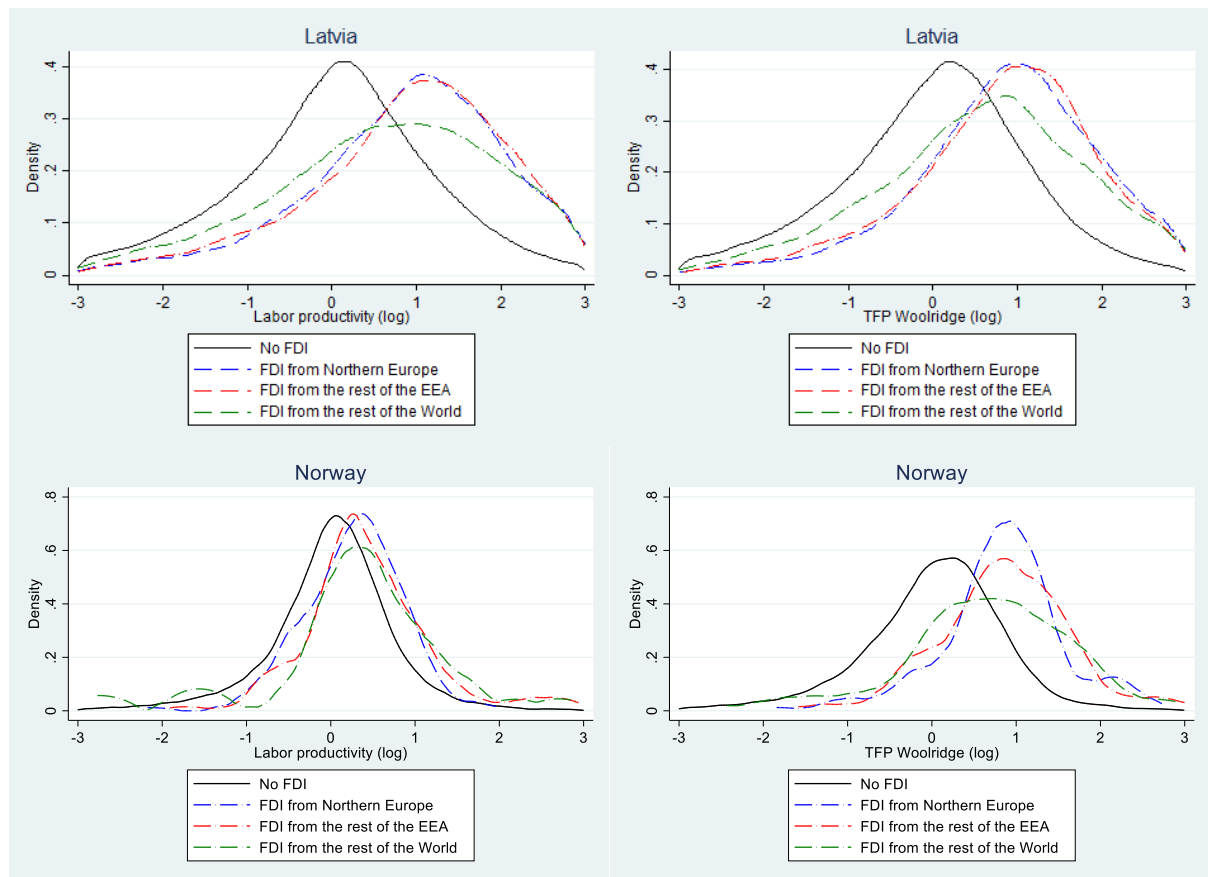 Latvia
Density
.4
.3
.2
.1
0
-3 -2 -1 0 1 2 3
Labor productivity (log)
No FDI
FDI from Northern Europe
FDI from the rest of the EEA
FDI from the rest of the World
Latvia
Density
.4
.3
.2
.1
0
-3 -2 -1 0 1 2 3
TFP Woolridge (log)
No FDI
FDI from Northern Europe
FDI from the rest of the EEA
FDI from the rest of the World
Norway
Density
.8
.6
.4
.2
0
-3 -2 -1 0 1 2 3
Labor productivity (log)
No FDI
FDI from Northern Europe
FDI from the rest of the EEA
FDI from the rest of the World
Norway
Density
.8
.6
.4
.2
0
-3 -2 -1 0 1 2 3
TFP Woolridge (log)
No FDI
FDI from Northern Europe
FDI from the rest of the EEA
FDI from the rest of the World